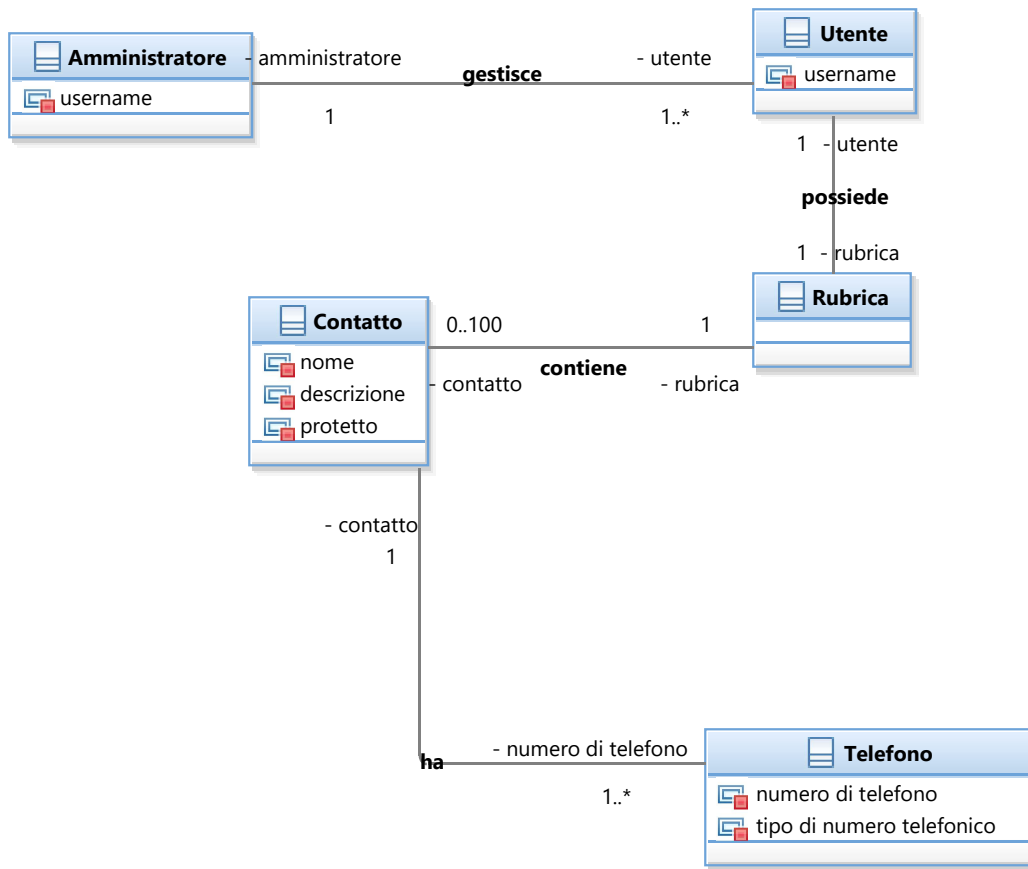 Amministratore
username
- amministratore
gestisce
- utente
1
1..*
Utente
username
1 - utente
possiede
1 - rubrica
Rubrica
Contatto
nome
descrizione
protetto
0..100
1
contiene
- contatto
- rubrica
- contatto
1
ha
- numero di telefono
1..*
Telefono
numero di telefono
tipo di numero telefonico